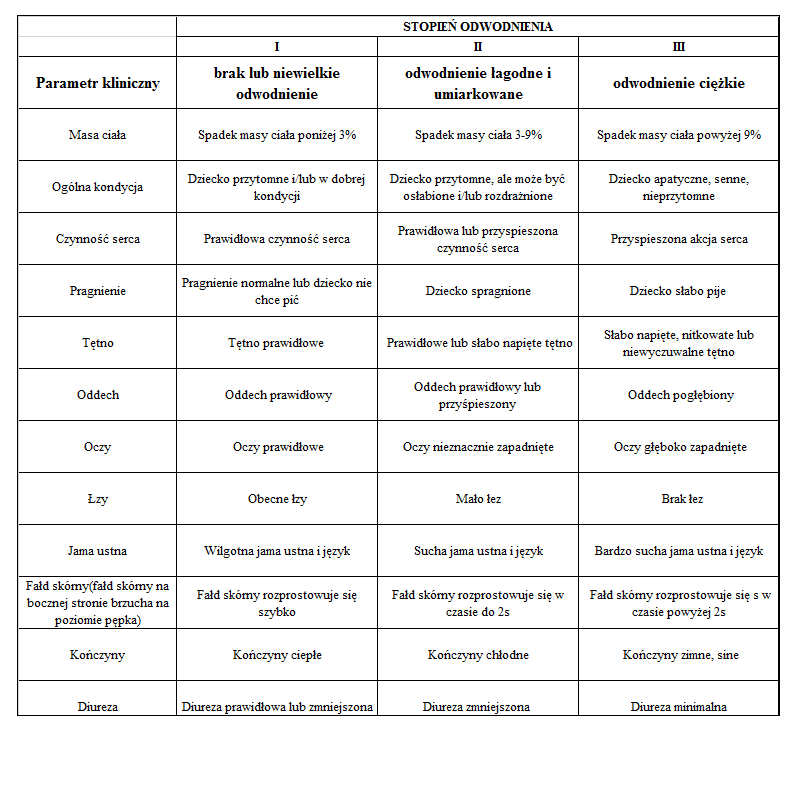 STOPIEŃ ODWODNIENIA
I II III
Parametr kliniczny
brak lub niewielkie
odwodnienie
odwodnienie łagodne i
umiarkowane
odwodnienie ciężkie
Masa ciała
Spadek masy ciała poniżej 3%
Spadek masy ciała 3-9%
Spadek masy ciała powyżej 9%
Ogólna kondycja
Dziecko przytomne i/lub w dobrej
kondycji
Dziecko przytomne, ale może być
osłabione i/lub rozdrażnione
Dziecko apatyczne, senne,
nieprzytomne
Czynność serca
Prawidłowa czynność serca
Prawidłowa lub przyspieszona
czynność serca
Przyspieszona akcja serca
Pragnienie
Pragnienie normalne lub dziecko nie
chce pić
Dziecko spragnione
Dziecko słabo pije
Tętno
Tętno prawidłowe
Prawidłowe lub słabo napięte tętno
Słabo napięte, nitkowate lub
niewyczuwalne tętno
Oddech
Oddech prawidłowy
Oddech prawidłowy lub
przyśpieszony
Oddech pogłębiony
Oczy
Oczy prawidłowe
Oczy nieznacznie zapadnięte
Oczy głęboko zapadnięte
Łzy
Obecne łzy
Mało łez
Brak łez
Jama ustna
Wilgotna jama ustna i język
Sucha jama ustna i język
Bardzo sucha jama ustna i język
Fałd skórny(fałd skórny na
bocznej stronie brzucha na
poziomie pępka)
Fałd skórny rozprostowuje się
szybko
Fałd skórny rozprostowuje się w
czasie do 2s
Fałd skórny rozprostowuje się s w
czasie powyżej 2s
Kończyny
Kończyny ciepłe
Kończyny chłodne
Kończyny zimne, sine
Diureza
Diureza prawidłowa lub zmniejszona
Diureza zmniejszona
Diureza minimalna